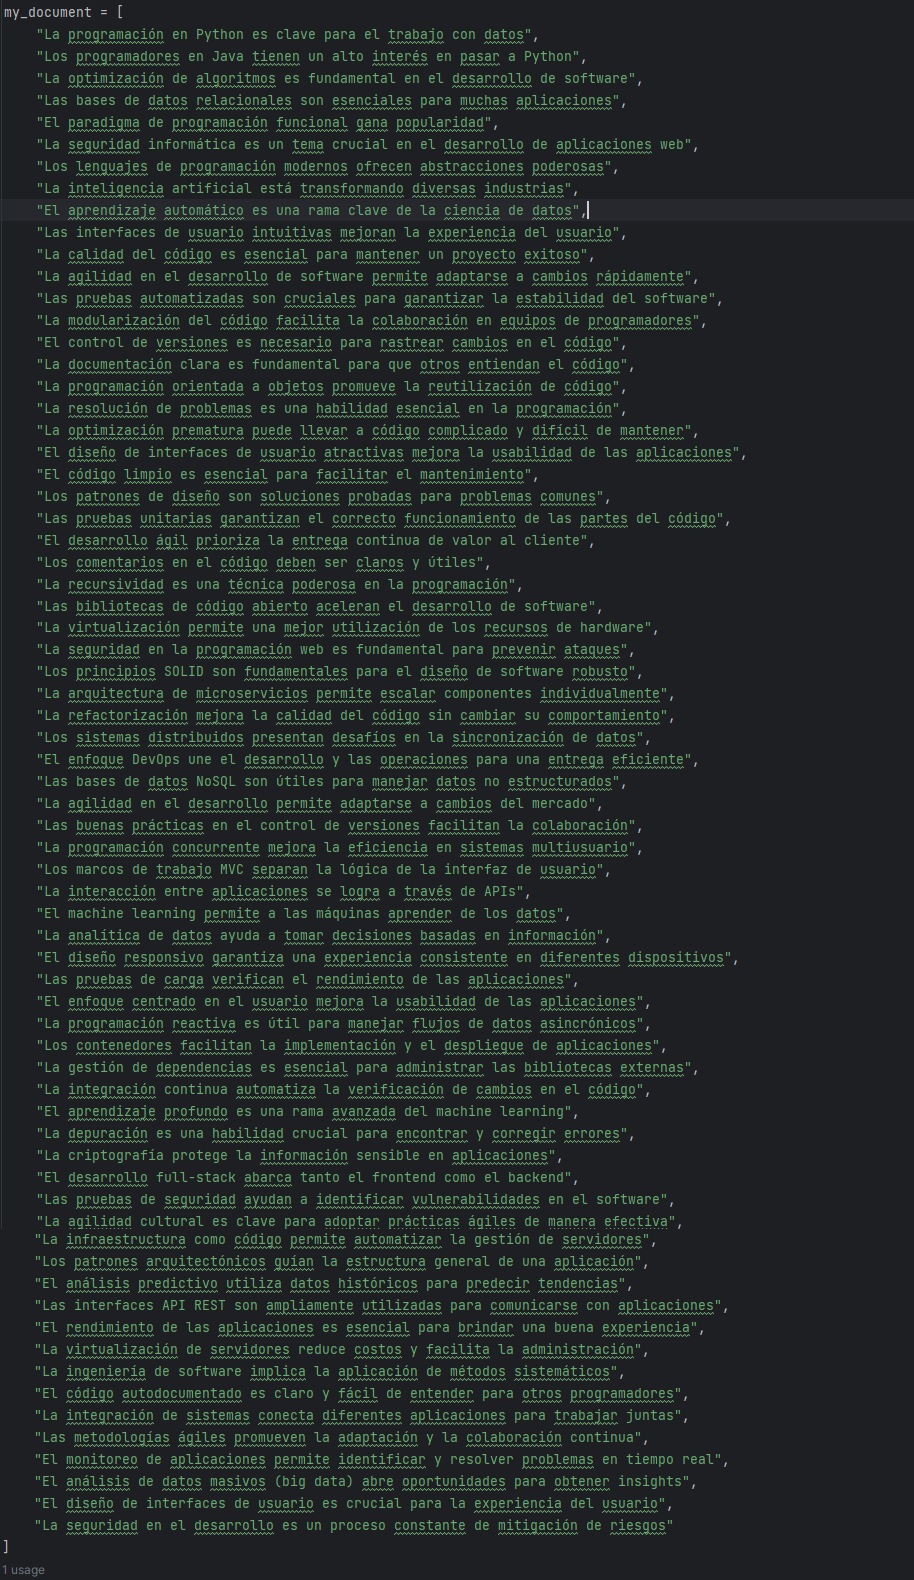 my_document = [
"La programación en Python es clave para el trabajo con datos",
"Los programadores en Java tienen un alto interés en pasar a Python",
"La optimización de algoritmos es fundamental en el desarrollo de software",
"Las bases de datos relacionales son esenciales para muchas aplicaciones",
"El paradigma de programación funcional gana popularidad",
"La seguridad informática es un tema crucial en el desarrollo de aplicaciones web",
"Los lenguajes de programación modernos ofrecen abstracciones poderosas",
"La inteligencia artificial está transformando diversas industrias",
"El aprendizaje automático es una rama clave de la ciencia de datos",
"Las interfaces de usuario intuitivas mejoran la experiencia del usuario",
"La calidad del código es esencial para mantener un proyecto exitoso",
"La agilidad en el desarrollo de software permite adaptarse a cambios rápidamente",
"Las pruebas automatizadas son cruciales para garantizar la estabilidad del software",
"La modularización del código facilita la colaboración en equipos de programadores",
"El control de versiones es necesario para rastrear cambios en el código",
"La documentación clara es fundamental para que otros entiendan el código",
"La programación orientada a objetos promueve la reutilización de código",
"La resolución de problemas es una habilidad esencial en la programación",
"La optimización prematura puede llevar a código complicado y difícil de mantener",
"El diseño de interfaces de usuario atractivas mejora la usabilidad de las aplicaciones",
"El código limpio es esencial para facilitar el mantenimiento",
"Los patrones de diseño son soluciones probadas para problemas comunes",
"Las pruebas unitarias garantizan el correcto funcionamiento de las partes del código",
"El desarrollo ágil prioriza la entrega continua de valor al cliente",
"Los comentarios en el código deben ser claros y útiles",
"La recursividad es una técnica poderosa en la programación",
"Las bibliotecas de código abierto aceleran el desarrollo de software",
"La virtualización permite una mejor utilización de los recursos de hardware",
"La seguridad en la programación web es fundamental para prevenir ataques",
"Los principios SOLID son fundamentales para el diseño de software robusto",
"La arquitectura de microservicios permite escalar componentes individualmente",
"La refactorización mejora la calidad del código sin cambiar su comportamiento",
"Los sistemas distribuidos presentan desafíos en la sincronización de datos",
"El enfoque DevOps une el desarrollo y las operaciones para una entrega eficiente",
"Las bases de datos NoSQL son útiles para manejar datos no estructurados",
"La agilidad en el desarrollo permite adaptarse a cambios del mercado",
"Las buenas prácticas en el control de versiones facilitan la colaboración",
"La programación concurrente mejora la eficiencia en sistemas multiusuario",
"Los marcos de trabajo MVC separan la lógica de la interfaz de usuario",
"La interacción entre aplicaciones se logra a través de APIs",
"El machine learning permite a las máquinas aprender de los datos",
"La analítica de datos ayuda a tomar decisiones basadas en información",
"El diseño responsivo garantiza una experiencia consistente en diferentes dispositivos",
"Las pruebas de carga verifican el rendimiento de las aplicaciones",
"El enfoque centrado en el usuario mejora la usabilidad de las aplicaciones",
"La programación reactiva es útil para manejar flujos de datos asincrónicos",
"Los contenedores facilitan la implementación y el despliegue de aplicaciones",
"La gestión de dependencias es esencial para administrar las bibliotecas externas",
"La integración continua automatiza la verificación de cambios en el código",
"El aprendizaje profundo es una rama avanzada del machine learning",
"La depuración es una habilidad crucial para encontrar y corregir errores",
"La criptografía protege la información sensible en aplicaciones",
"El desarrollo full-stack abarca tanto el frontend como el backend",
"Las pruebas de seguridad ayudan a identificar vulnerabilidades en el software",
"La agilidad cultural es clave para adoptar prácticas ágiles de manera efectiva",
"La infraestructura como código permite automatizar la gestión de servidores",
"Los patrones arquitectónicos guían la estructura general de una aplicación",
"El análisis predictivo utiliza datos históricos para predecir tendencias",
"Las interfaces API REST son ampliamente utilizadas para comunicarse con aplicaciones",
"El rendimiento de las aplicaciones es esencial para brindar una buena experiencia",
"La virtualización de servidores reduce costos y facilita la administración",
"La ingeniería de software implica la aplicación de métodos sistemáticos",
"El código autodocumentado es claro y fácil de entender para otros programadores",
"La integración de sistemas conecta diferentes aplicaciones para trabajar juntas",
"Las metodologías ágiles promueven la adaptación y la colaboración continua",
"El monitoreo de aplicaciones permite identificar y resolver problemas en tiempo real",
"El análisis de datos masivos (big data) abre oportunidades para obtener insights",
"El diseño de interfaces de usuario es crucial para la experiencia del usuario",
"La seguridad en el desarrollo es un proceso constante de mitigación de riesgos"
]
1 usage